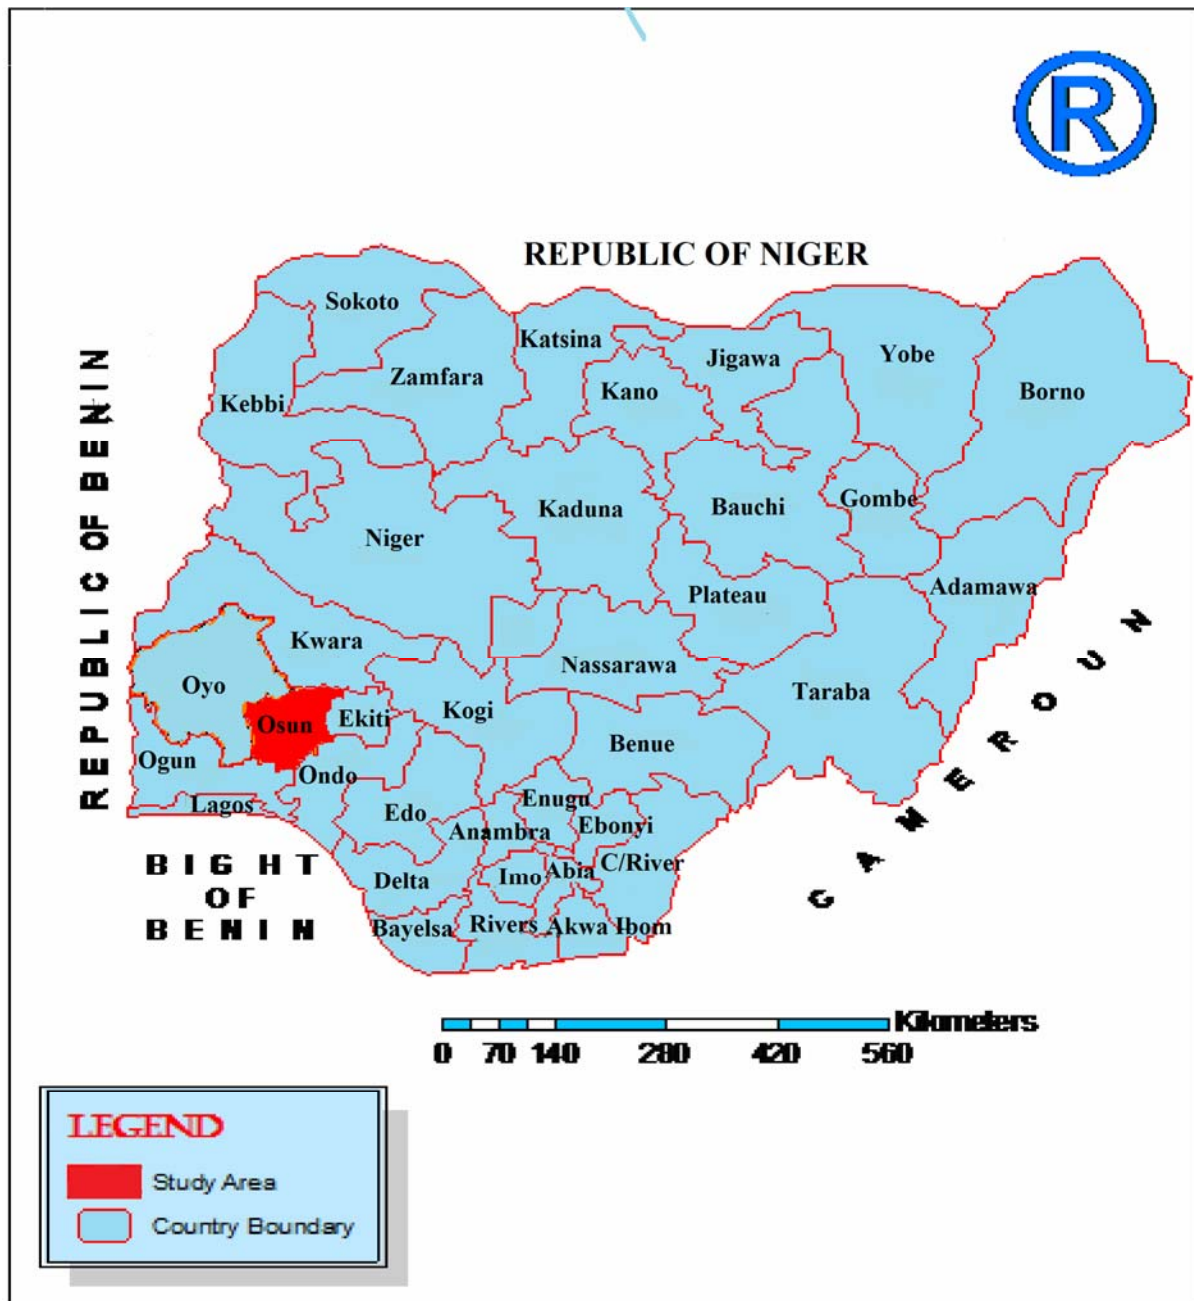 ®
REPUBLIC OF NIGER
Sokoto
Katsina
Jigawa
Yobe
Zamfara
Kano
Borno
Kebbi
REPUBLIC OF BENIN
Kaduna
Bauchi
Gombe
Niger
Adamawa
Plateau
Kwara
Nassarawa
Taraba
Oyo
Kogi
Osun
Ekiti
Benue
Ogun
Ondo
GAMEROUN
Lagos
Edo
Enugu
Anambra
Ebonyi
C/River
Imo
Abia
Delta
Bayelsa
Rivers
Akwa Ibom
BIGHT
OF
BENIN
Kilometers
0 70 140 280 420 560
LEGEND
Study Area
Country Boundary